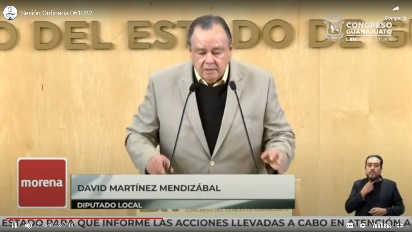 Sesión Ordinaria 061022
O DEL ESTADO DE G
CONGRESO
GUANAJUATO
morena
DAVID MARTÍNEZ MENDIZÁBAL
DIPUTADO LOCAL
ESTADO PARA QUE INFORME LAS ACCIONES LLEVADAS A CABO EN ATENCIÓN A